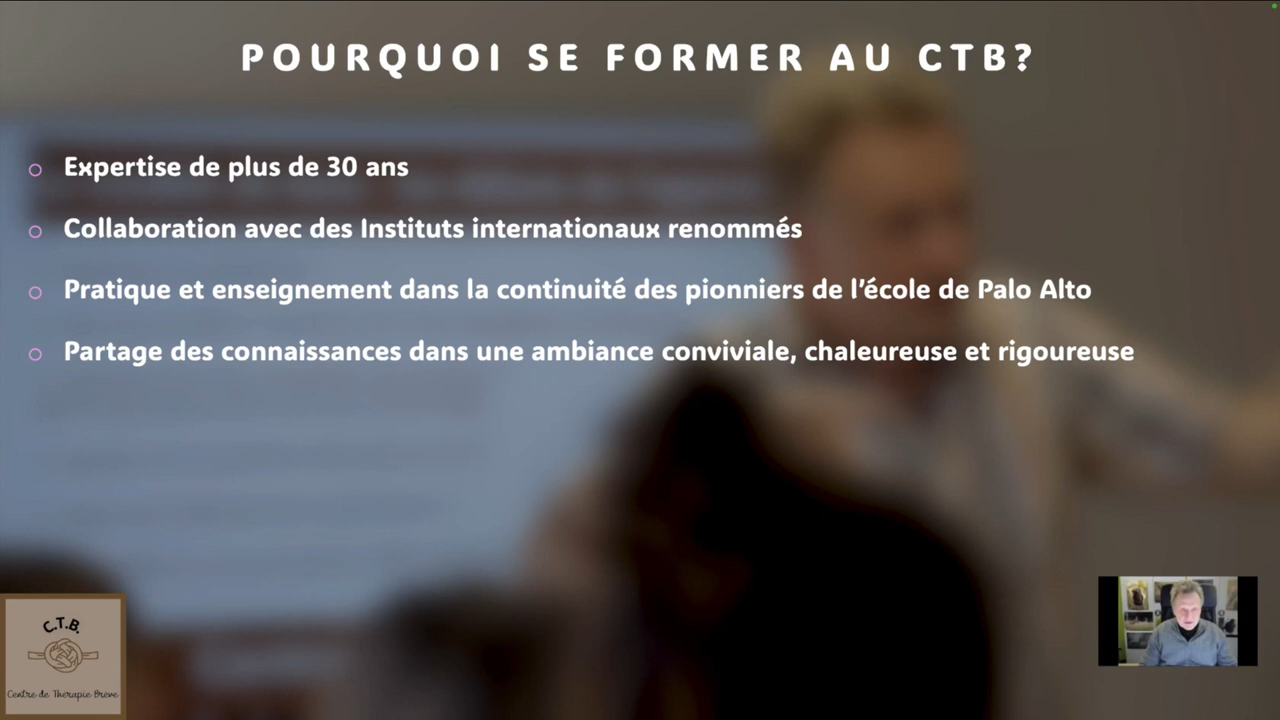 POURQUOI SE FORMER AU CTB?
Expertise de plus de 30 ans
Collaboration avec des Instituts internationaux renommés
Pratique et enseignement dans la continuité des pionniers de l'école de Palo Alto
Partage des connaissances dans une ambiance conviviale, chaleureuse et rigoureuse
C.T.B.
Centre de Thérapie Brève